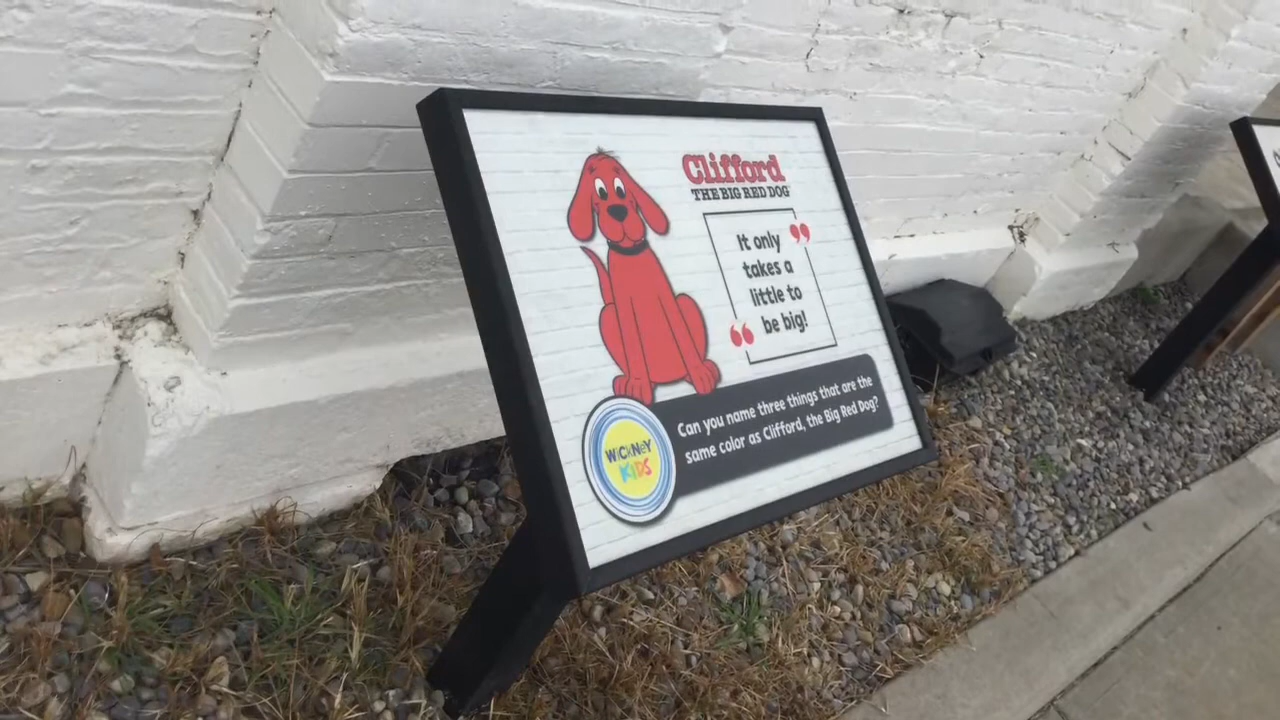 Clifford
THE BIG RED DOG
”
It only
takes a
little to
be big!
“
Can you name three things that are the
same color as Clifford, the Big Red Dog?
WiCkNeY
KiDS